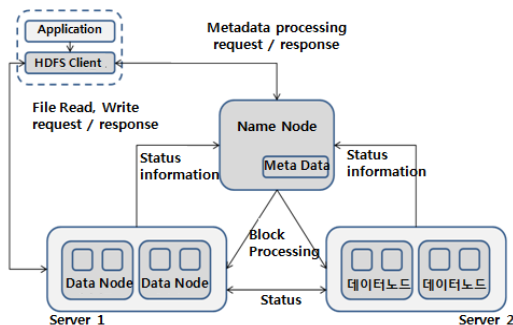 Application
HDFS Client
Metadata processing
request / response
File Read, Write
request / response
Name Node
Meta Data
Status
information
Status
information
Block
Processing
Data Node
Data Node
데이터노드
데이터노드
Status
Server 1
Server 2